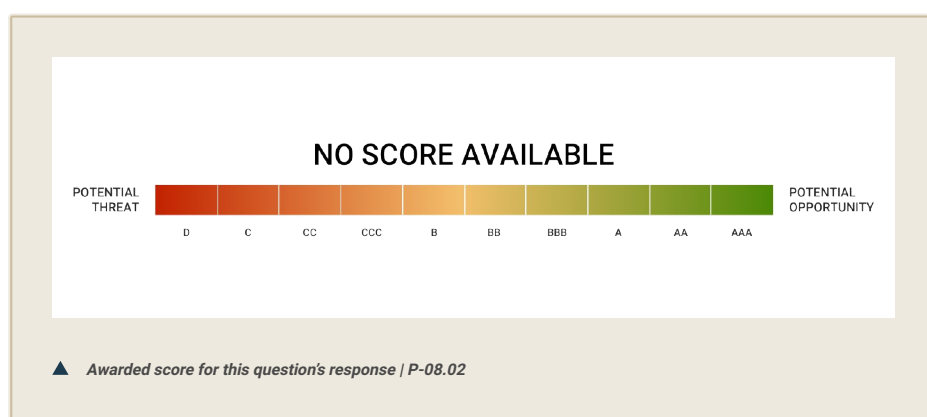 NO SCORE AVAILABLE
POTENTIAL
THREAT
POTENTIAL
OPPORTUNITY
D C CC CCC B BB BBB A AA AAA
Awarded score for this question's response | P-08.02